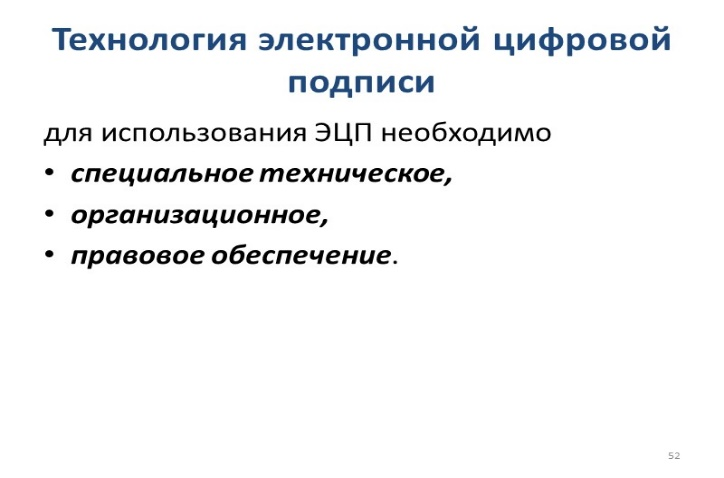 Технология электронной цифровой
подписи
для использования ЭЦП необходимо
• специальное техническое,
• организационное,
• правовое обеспечение.
52